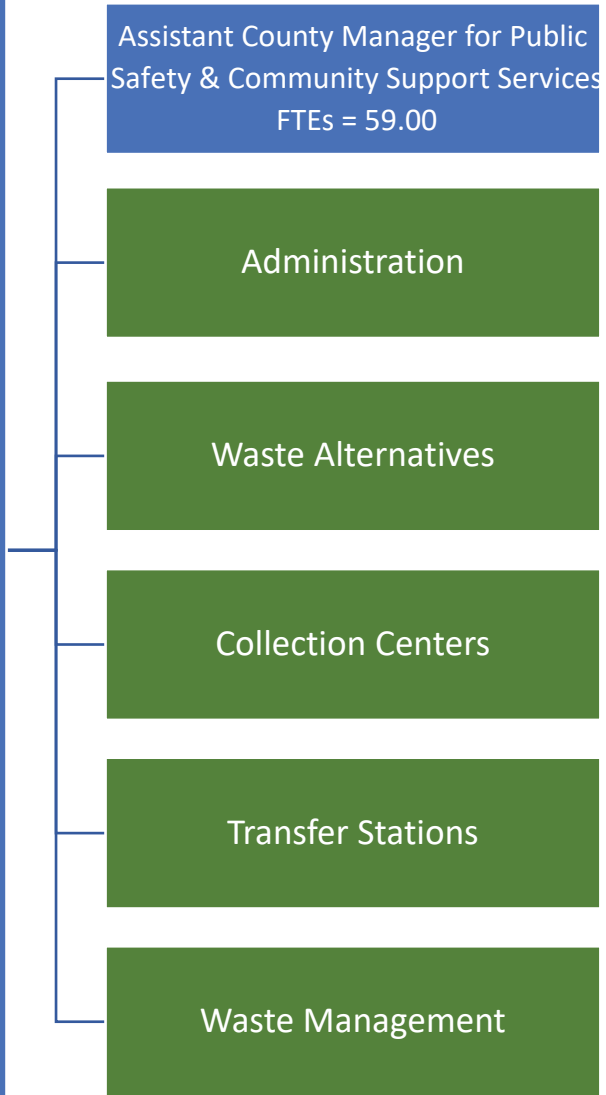 Assistant County Manager for Public
Safety & Community Support Services
FTEs = 59.00
Administration
Waste Alternatives
Collection Centers
Transfer Stations
Waste Management